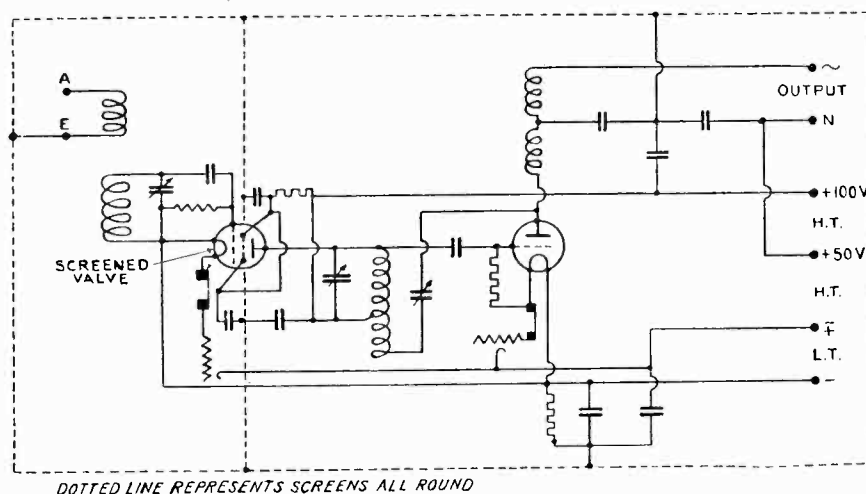 A
E
SCREENED
VALVE
~
OUTPUT
N
+100V
H.T.
+50V
H.T.
+
L.T.
-
DOTTED LINE REPRESENTS SCREENS ALL ROUND